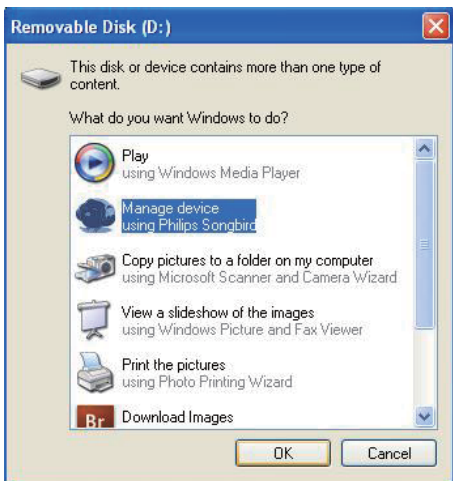 Removable Disk (D:)
This disk or device contains more than one type of
content.
What do you want Windows to do?
Play
using Windows Media Player
Manage device
using Philips Songbird
Copy pictures to a folder on my computer
using Microsoft Scanner and Camera Wizard
View a slideshow of the images
using Windows Picture and Fax Viewer
Print the pictures
using Photo Printing Wizard
Br Download Images
OK Cancel